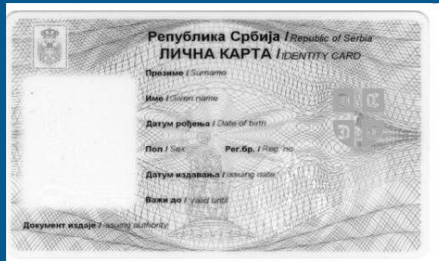 Република Србија / Republic of Serbia
ЛИЧНА КАРТА / IDENTITY CARD
Презиме / Surname
Име / Given name
Датум рођења / Date of birth
Пол / Sex Рег.бр. / Reg. no
Датум издавања / Issuing date
Важи до / Valid until
Документ издаје / Issuing authority